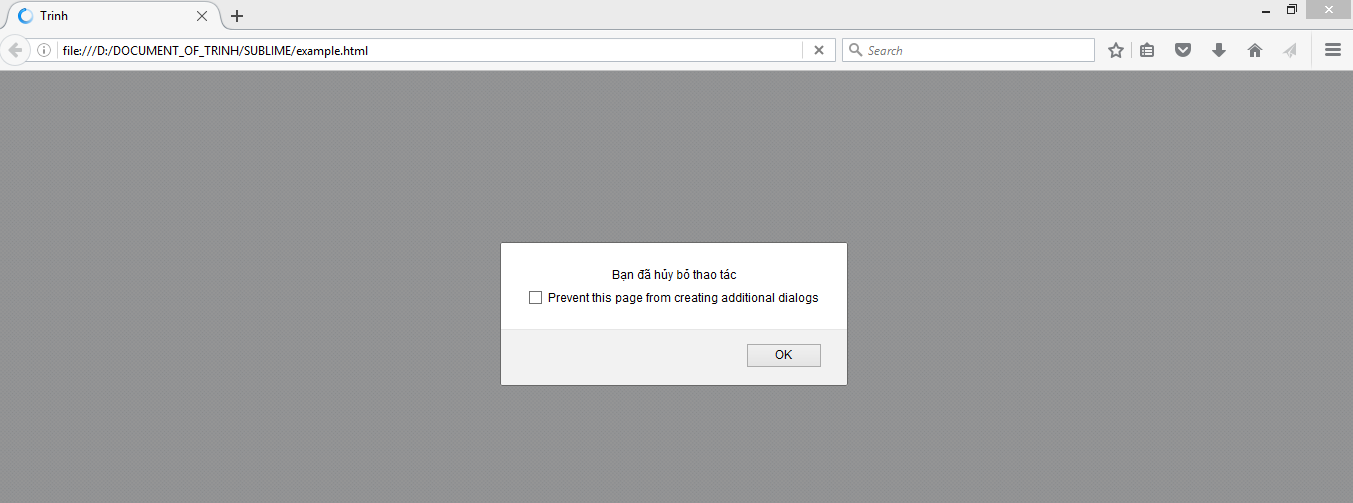 Trinh
file:///D:/DOCUMENT_OF_TRINH/SUBLIME/example.html
Search
Bạn đã hủy bỏ thao tác
Prevent this page from creating additional dialogs
OK